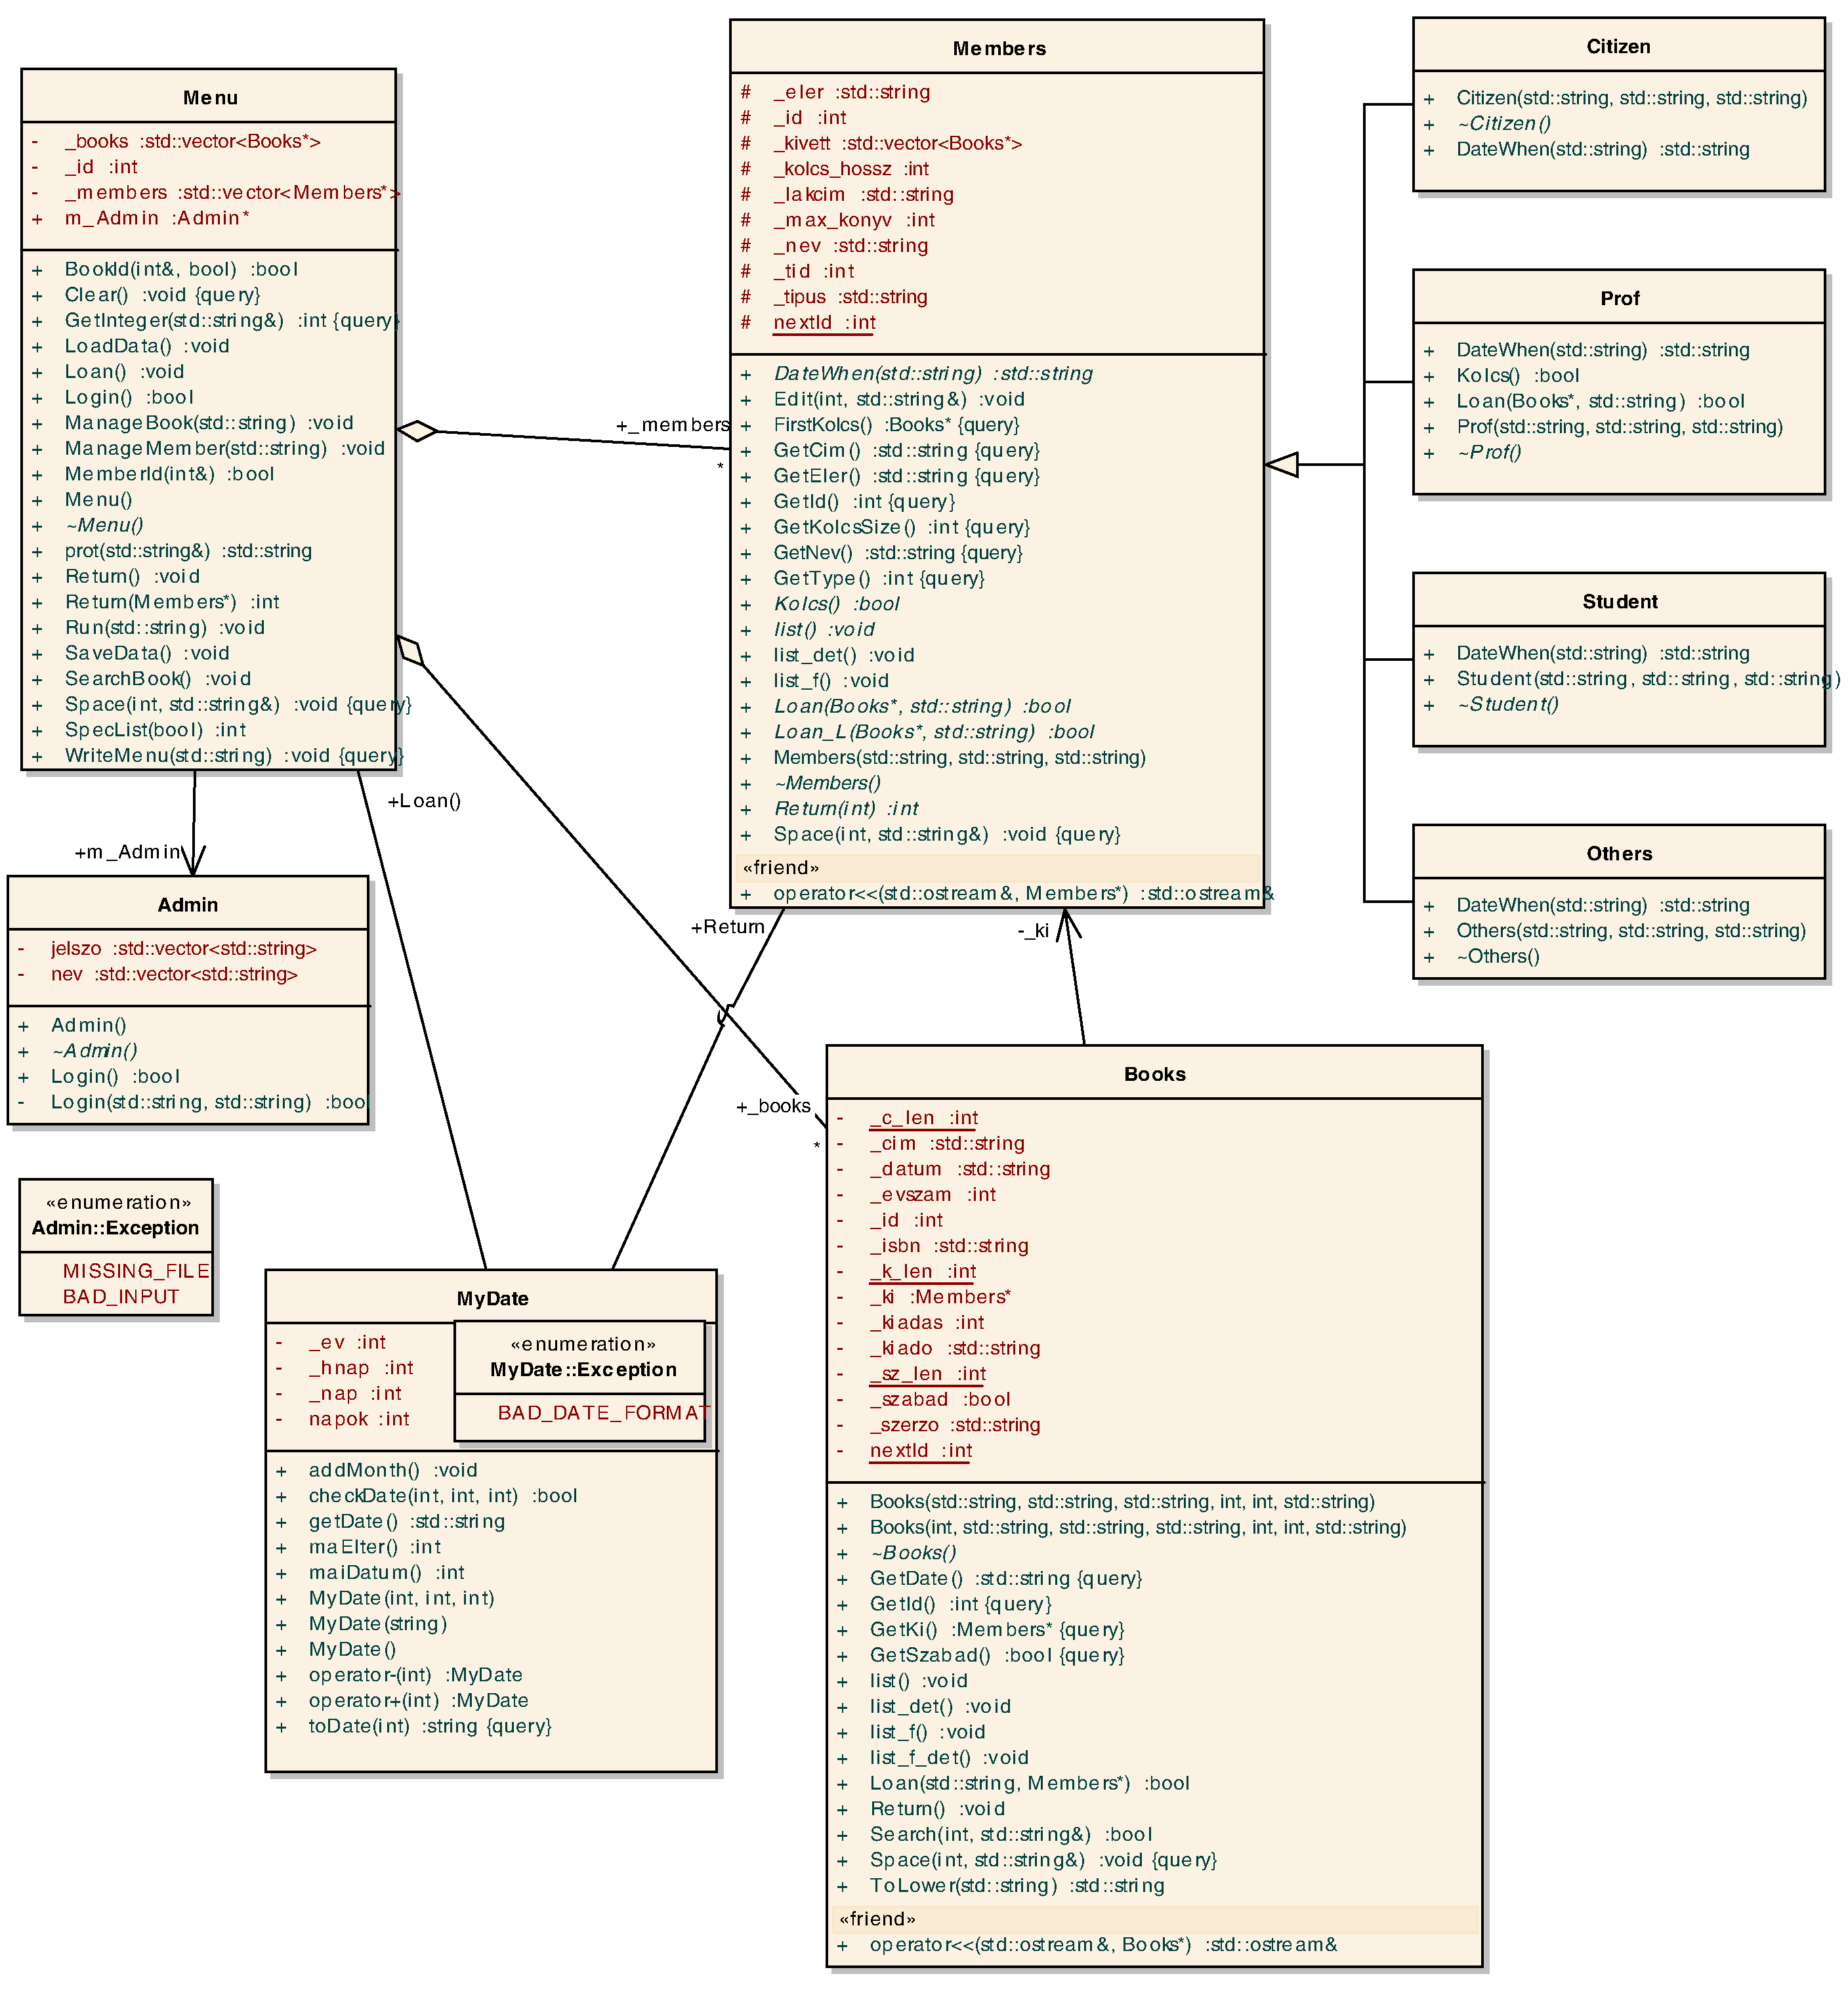 Menu
- _books :std::vector<Books*>
- _id :int
- _members :std::vector<Members*>
+ m_Admin :Admin*
+ BookId(int&, bool) :bool
+ Clear() :void {query}
+ GetInteger(std::string&) :int {query}
+ LoadData() :void
+ Loan() :void
+ Login() :bool
+ ManageBook(std::string) :void
+ ManageMember(std::string) :void
+ MemberId(int&) :bool
+ Menu()
+ ~Menu()
+ prot(std::string&) :std::string
+ Return() :void
+ Return(Members*) :int
+ Run(std::string) :void
+ SaveData() :void
+ SearchBook() :void
+ Space(int, std::string&) :void {query}
+ SpecList(bool) :int
+ WriteMenu(std::string) :void {query}
+_members
*
+Loan()
+m_Admin
Members
# _eler :std::string
# _id :int
# _kivett :std::vector<Books*>
# _kolcs_hossz :int
# _lakcim :std::string
# _max_konyv :int
# _nev :std::string
# _tid :int
# _tipus :std::string
# nextId :int
+ DateWhen(std::string) :std::string
+ Edit(int, std::string&) :void
+ FirstKolcs() :Books* {query}
+ GetCim() :std::string {query}
+ GetEler() :std::string {query}
+ GetId() :int {query}
+ GetKolcsSize() :int {query}
+ GetNev() :std::string {query}
+ GetType() :int {query}
+ Kolcs() :bool
+ list() :void
+ list_det() :void
+ list_f() :void
+ Loan(Books*, std::string) :bool
+ Loan_L(Books*, std::string) :bool
+ Members(std::string, std::string, std::string)
+ ~Members()
+ Return(int) :int
+ Space(int, std::string&) :void {query}
«friend»
+ operator<<(std::ostream&, Members*) :std::ostream&
+Return
-_ki
Citizen
+ Citizen(std::string, std::string, std::string)
+ ~Citizen()
+ DateWhen(std::string) :std::string
Prof
+ DateWhen(std::string) :std::string
+ Kolcs() :bool
+ Loan(Books*, std::string) :bool
+ Prof(std::string, std::string, std::string)
+ ~Prof()
Student
+ DateWhen(std::string) :std::string
+ Student(std::string, std::string, std::string)
+ ~Student()
Others
+ DateWhen(std::string) :std::string
+ Others(std::string, std::string, std::string)
+ ~Others()
Admin
- jelszo :std::vector<std::string>
- nev :std::vector<std::string>
+ Admin()
+ ~Admin()
+ Login() :bool
- Login(std::string, std::string) :bool
«enumeration»
Admin::Exception
MISSING_FILE
BAD_INPUT
MyDate
- _ev :int
- _hnap :int
- _nap :int
- napok :int
«enumeration»
MyDate::Exception
BAD_DATE_FORMAT
+ addMonth() :void
+ checkDate(int, int, int) :bool
+ getDate() :std::string
+ maElter() :int
+ maiDatum() :int
+ MyDate(int, int, int)
+ MyDate(string)
+ MyDate()
+ operator-(int) :MyDate
+ operator+(int) :MyDate
+ toDate(int) :string {query}
+_books
*
Books
- _c_len :int
- _cim :std::string
- _datum :std::string
- _evszam :int
- _id :int
- _isbn :std::string
- _k_len :int
- _ki :Members*
- _kiadas :int
- _kiado :std::string
- _sz_len :int
- _szabad :bool
- _szerzo :std::string
- nextId :int
+ Books(std::string, std::string, std::string, int, int, std::string)
+ Books(int, std::string, std::string, std::string, int, int, std::string)
+ ~Books()
+ GetDate() :std::string {query}
+ GetId() :int {query}
+ GetKi() :Members* {query}
+ GetSzabad() :bool {query}
+ list() :void
+ list_det() :void
+ list_f() :void
+ list_f_det() :void
+ Loan(std::string, Members*) :bool
+ Return() :void
+ Search(int, std::string&) :bool
+ Space(int, std::string&) :void {query}
+ ToLower(std::string) :std::string
«friend»
+ operator<<(std::ostream&, Books*) :std::ostream&